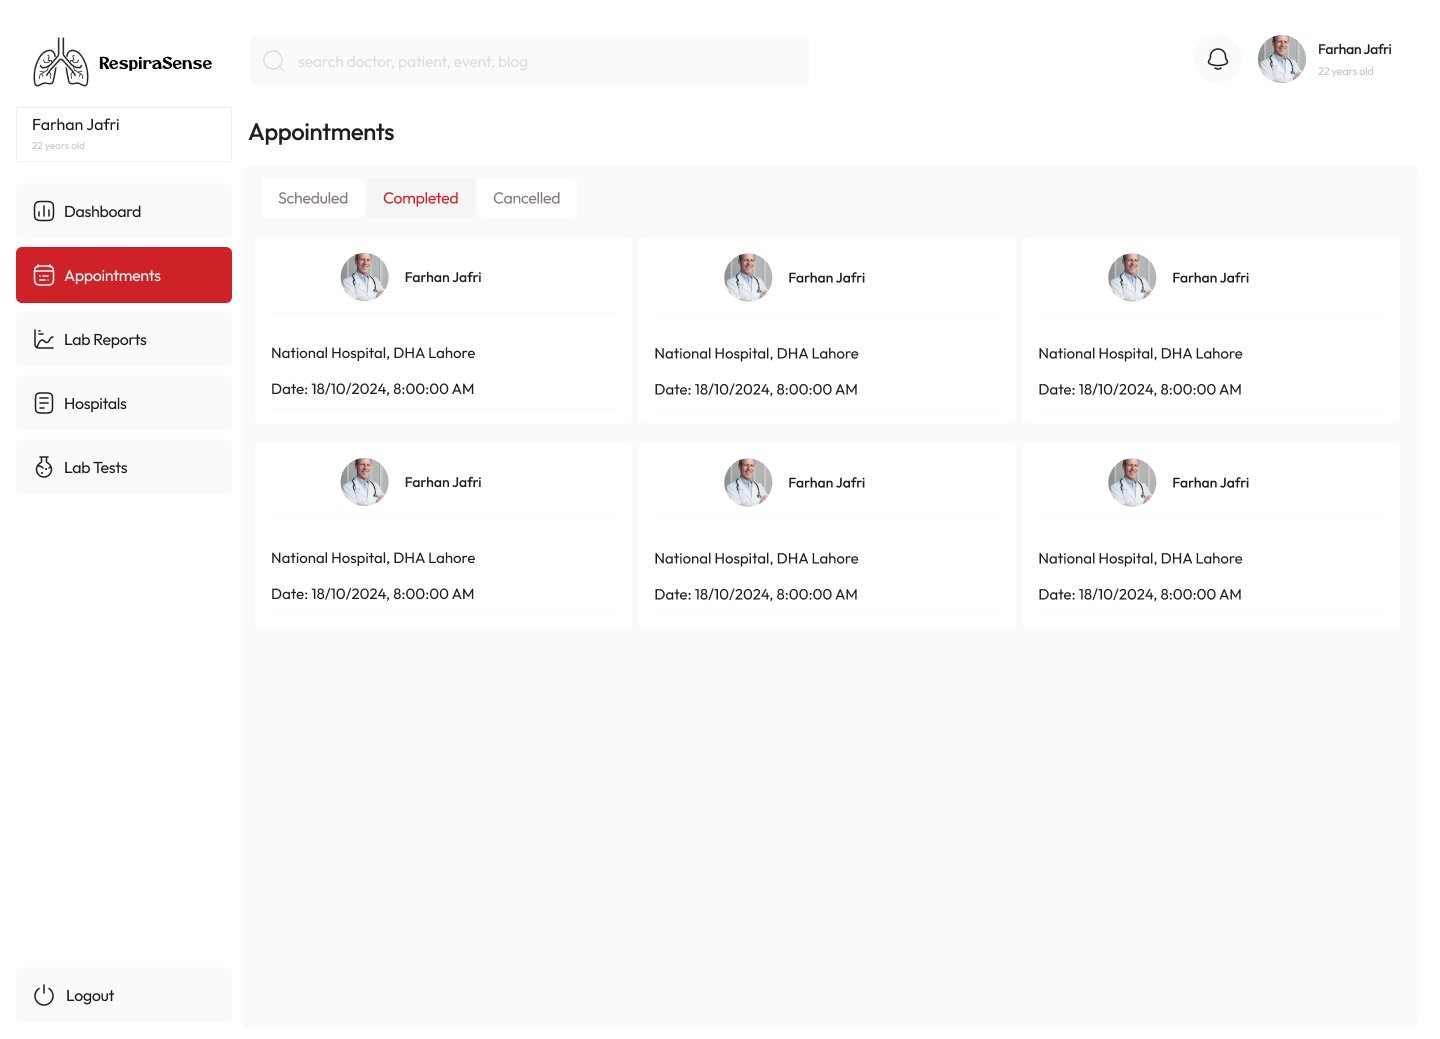 RespiraSense
search doctor, patient, event, blog
Farhan Jafri
22 years old
Farhan Jafri
22 years old
Dashboard
Appointments
Lab Reports
Hospitals
Lab Tests
Logout
Appointments
Scheduled
Completed
Cancelled
Farhan Jafri
National Hospital, DHA Lahore
Date: 18/10/2024, 8:00:00 AM
Farhan Jafri
National Hospital, DHA Lahore
Date: 18/10/2024, 8:00:00 AM
Farhan Jafri
National Hospital, DHA Lahore
Date: 18/10/2024, 8:00:00 AM
Farhan Jafri
National Hospital, DHA Lahore
Date: 18/10/2024, 8:00:00 AM
Farhan Jafri
National Hospital, DHA Lahore
Date: 18/10/2024, 8:00:00 AM
Farhan Jafri
National Hospital, DHA Lahore
Date: 18/10/2024, 8:00:00 AM